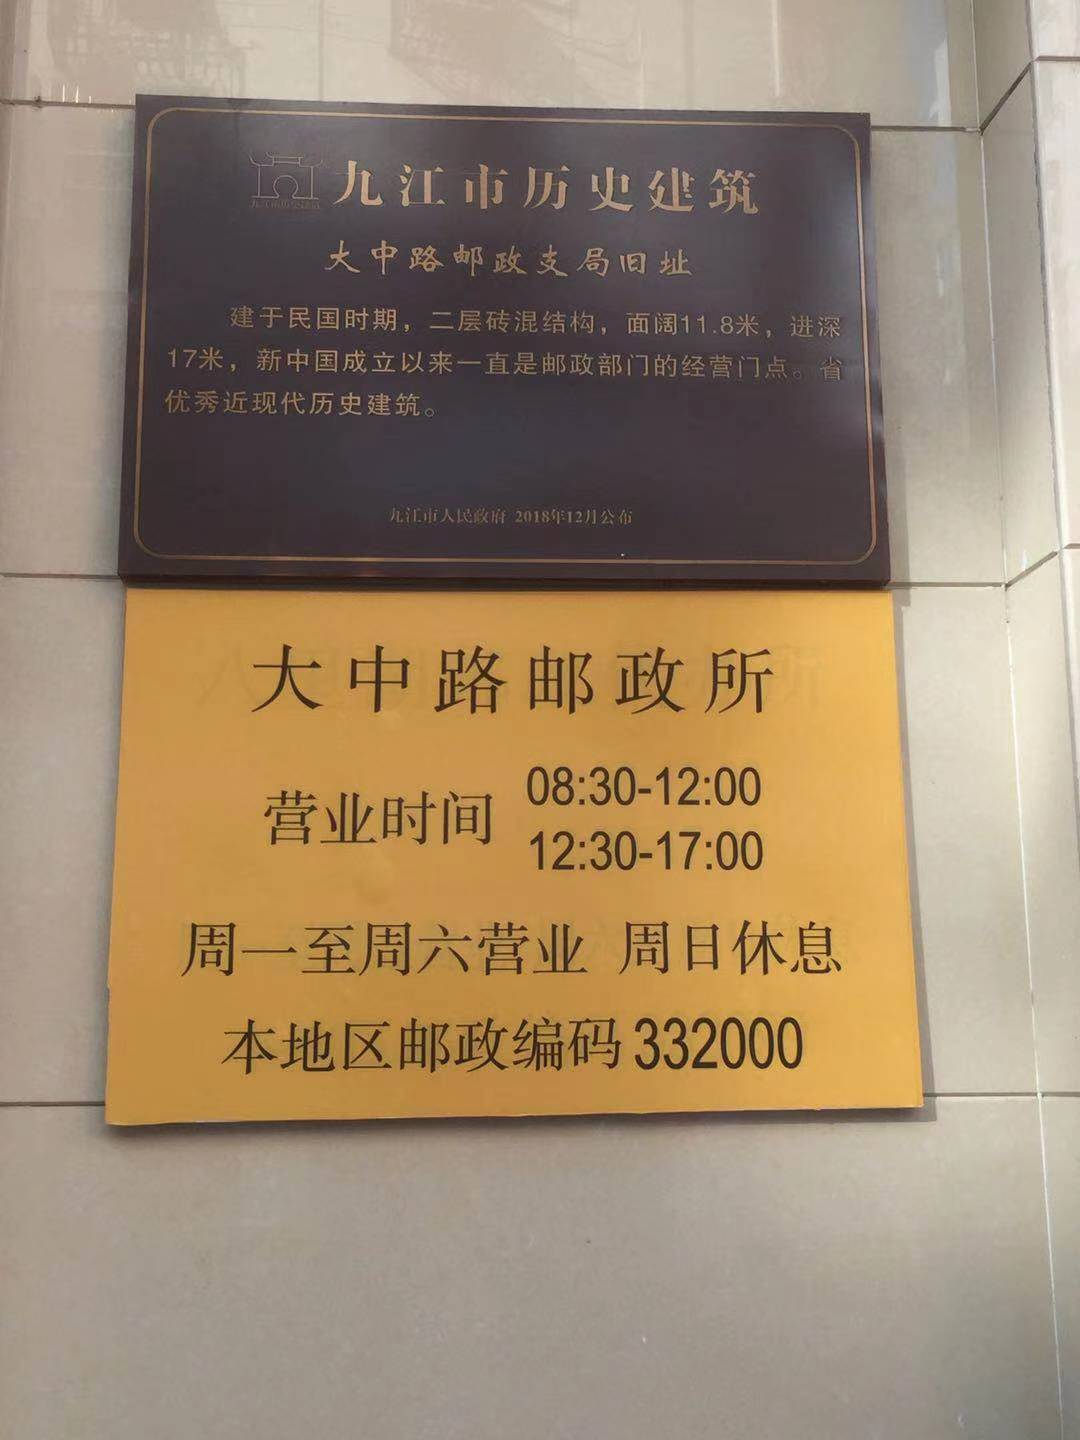 九江市历史建筑
大中路邮政支局旧址
建于民国时期，二层砖混结构，面阔11.8米，进深
17米，新中国成立以来一直是邮政部门的经营门点。省
优秀近现代历史建筑。
九江市人民政府 2018年12月公布
大中路邮政所
营业时间
08:30-12:00
12:30-17:00
周一至周六营业 周日休息
本地区邮政编码332000